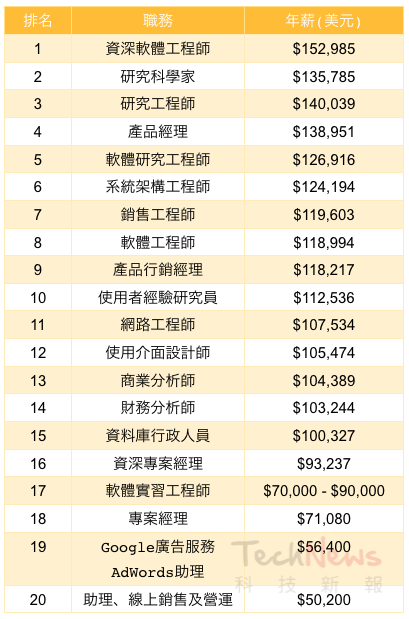 排名 職務 年薪(美元)
1 資深軟體工程師 $152,985
2 研究科學家 $135,785
3 研究工程師 $140,039
4 產品經理 $138,951
5 軟體研究工程師 $126,916
6 系統架構工程師 $124,194
7 銷售工程師 $119,603
8 軟體工程師 $118,994
9 產品行銷經理 $118,217
10 使用者經驗研究員 $112,536
11 網路工程師 $107,534
12 使用介面設計師 $105,474
13 商業分析師 $104,389
14 財務分析師 $103,244
15 資料庫行政人員 $100,327
16 資深專案經理 $93,237
17 軟體實習工程師 $70,000 - $90,000
18 專案經理 $71,080
19 Google廣告服務 $56,400
AdWords助理
20 助理、線上銷售及營運 $50,200
TechNews
科技新報